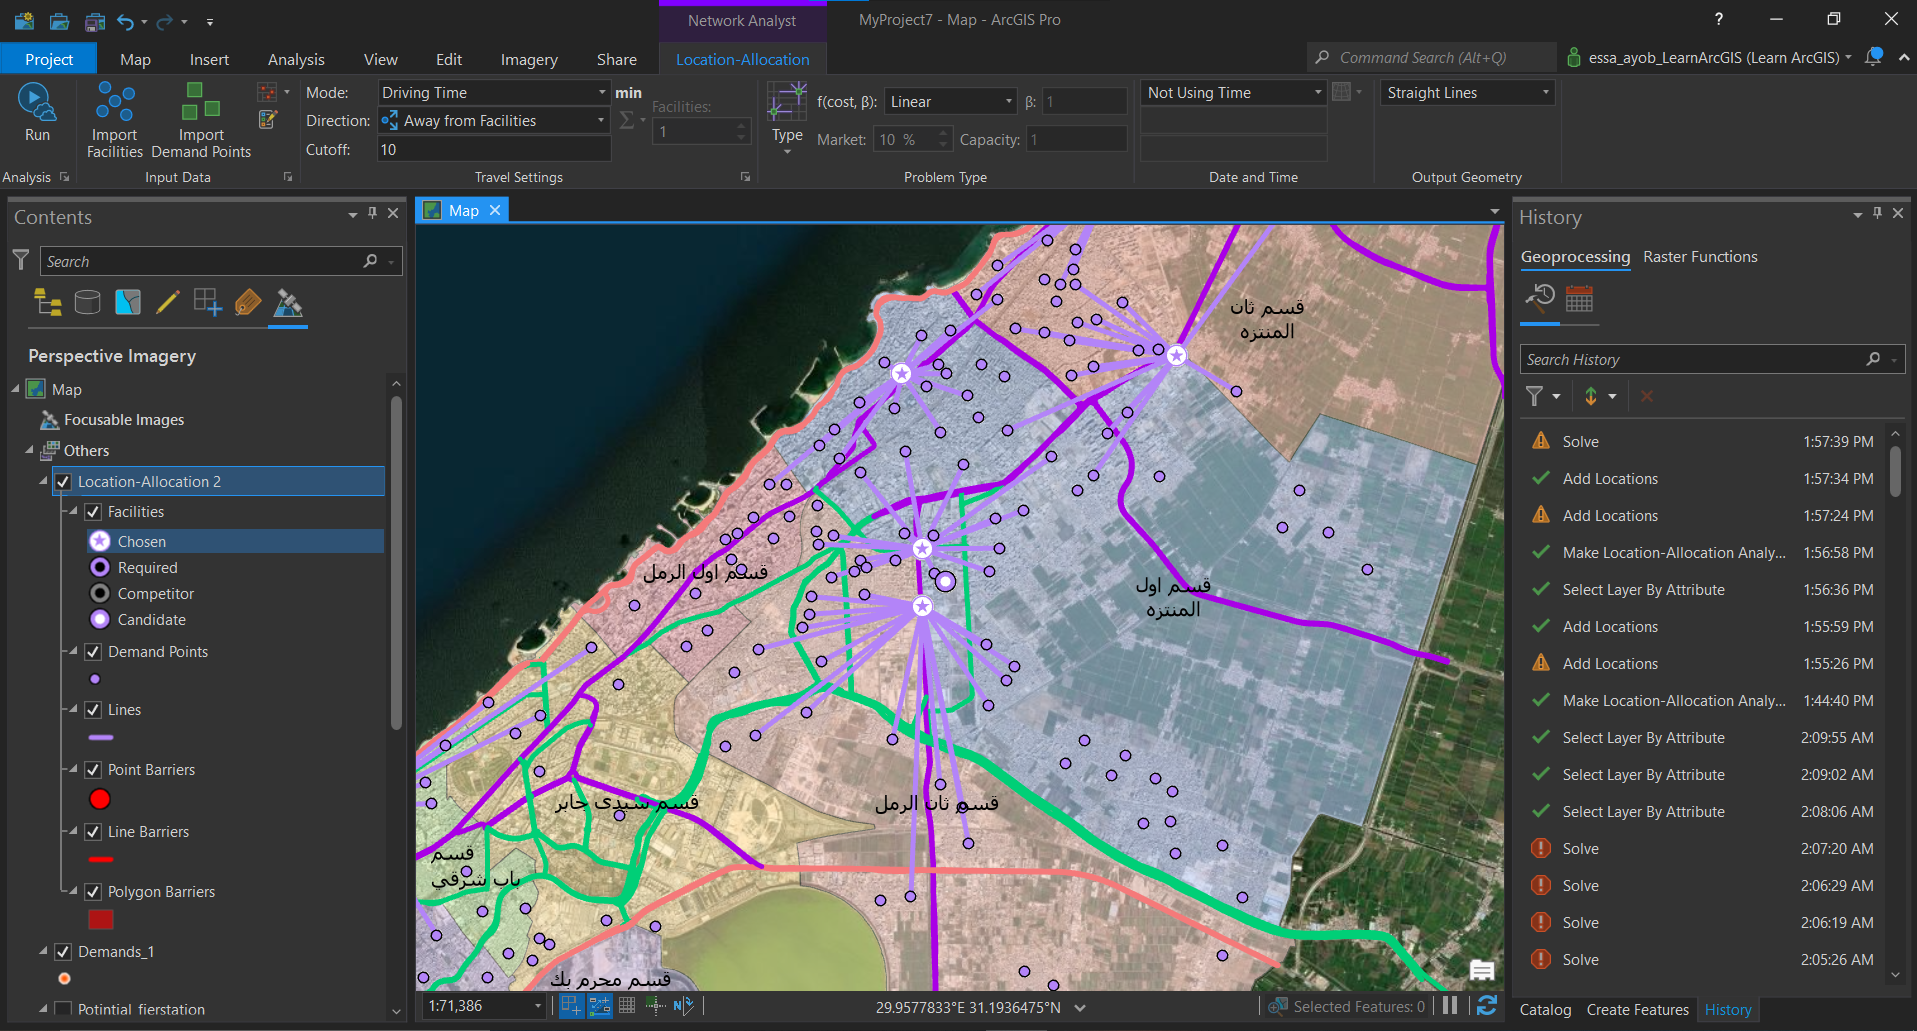 Network Analyst
MyProject7 - Map - ArcGIS Pro
?
Project
Map
Insert
Analysis
View
Edit
Imagery
Share
Location-Allocation
Command Search (Alt+Q)
essa_ayob_LearnArcGIS (Learn ArcGIS)
Run
Import
Facilities
Import
Demand Points
Mode:
Driving Time
min
Direction:
Away from Facilities
Cutoff:
10
Facilities:
1
Type
f(cost, β):
Linear
β:
1
Market:
10 %
Capacity:
1
Not Using Time
Straight Lines
Analysis
Input Data
Travel Settings
Problem Type
Date and Time
Output Geometry
Contents
Search
Perspective Imagery
Map
Focusable Images
Others
Location-Allocation 2
Facilities
Chosen
Required
Competitor
Candidate
Demand Points
Lines
Point Barriers
Line Barriers
Polygon Barriers
Demands_1
Potintial_fierstation
Map
قسم ثان
المنتزه
قسم اول الرمل
قسم اول
المنتزه
قسم سيدى جابر
قسم ثان الرمل
قسم
باب شرقي
قسم محرم بك
1:71,386
29.9577833°E 31.1936475°N
Selected Features: 0
History
Geoprocessing
Raster Functions
Search History
Solve 1:57:39 PM
Add Locations 1:57:34 PM
Add Locations 1:57:24 PM
Make Location-Allocation Analy... 1:56:58 PM
Select Layer By Attribute 1:56:36 PM
Add Locations 1:55:59 PM
Add Locations 1:55:26 PM
Make Location-Allocation Analy... 1:44:40 PM
Select Layer By Attribute 2:09:55 AM
Select Layer By Attribute 2:09:02 AM
Select Layer By Attribute 2:08:06 AM
Solve 2:07:20 AM
Solve 2:06:29 AM
Solve 2:06:19 AM
Solve 2:05:26 AM
Catalog
Create Features
History